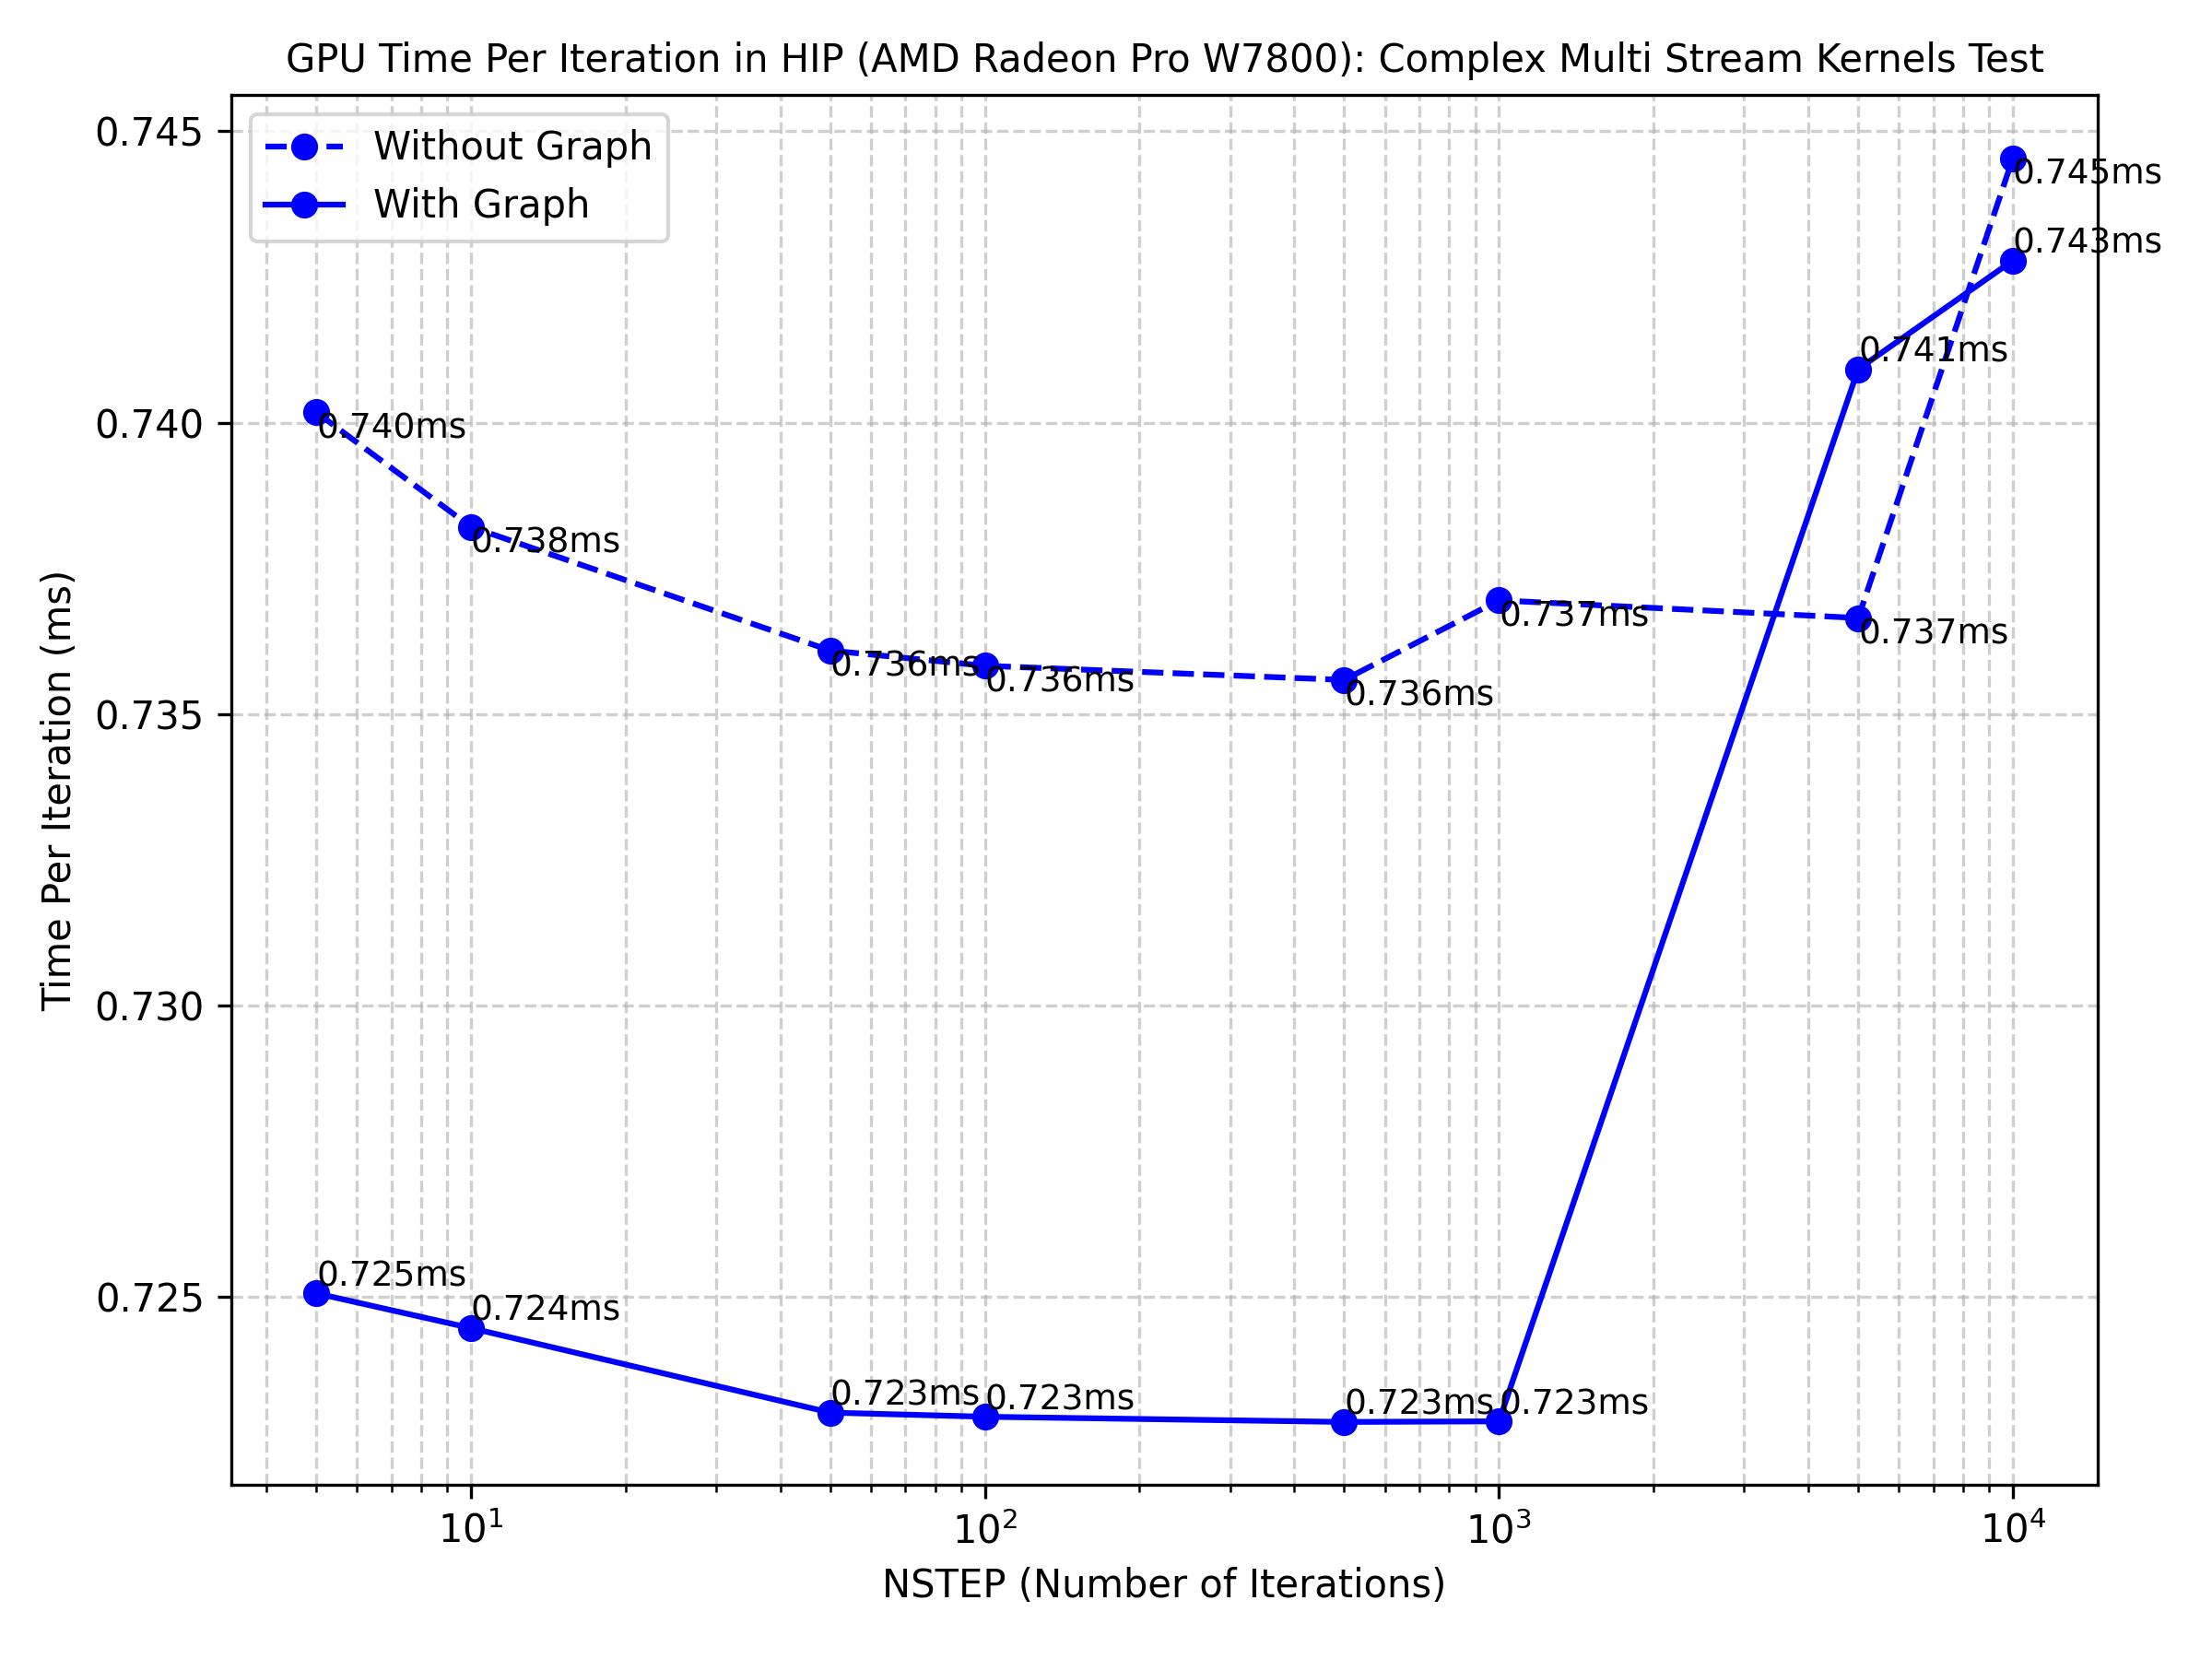 GPU Time Per Iteration in HIP (AMD Radeon Pro W7800): Complex Multi Stream Kernels Test
Without Graph
With Graph
Time Per Iteration (ms)
0.745
0.740
0.735
0.730
0.725
0.745ms
0.743ms
0.741ms
0.740ms
0.738ms
0.736ms
0.736ms
0.736ms
0.737ms
0.737ms
0.725ms
0.724ms
0.723ms
0.723ms
0.723ms
0.723ms
10¹
10²
10³
10⁴
NSTEP (Number of Iterations)